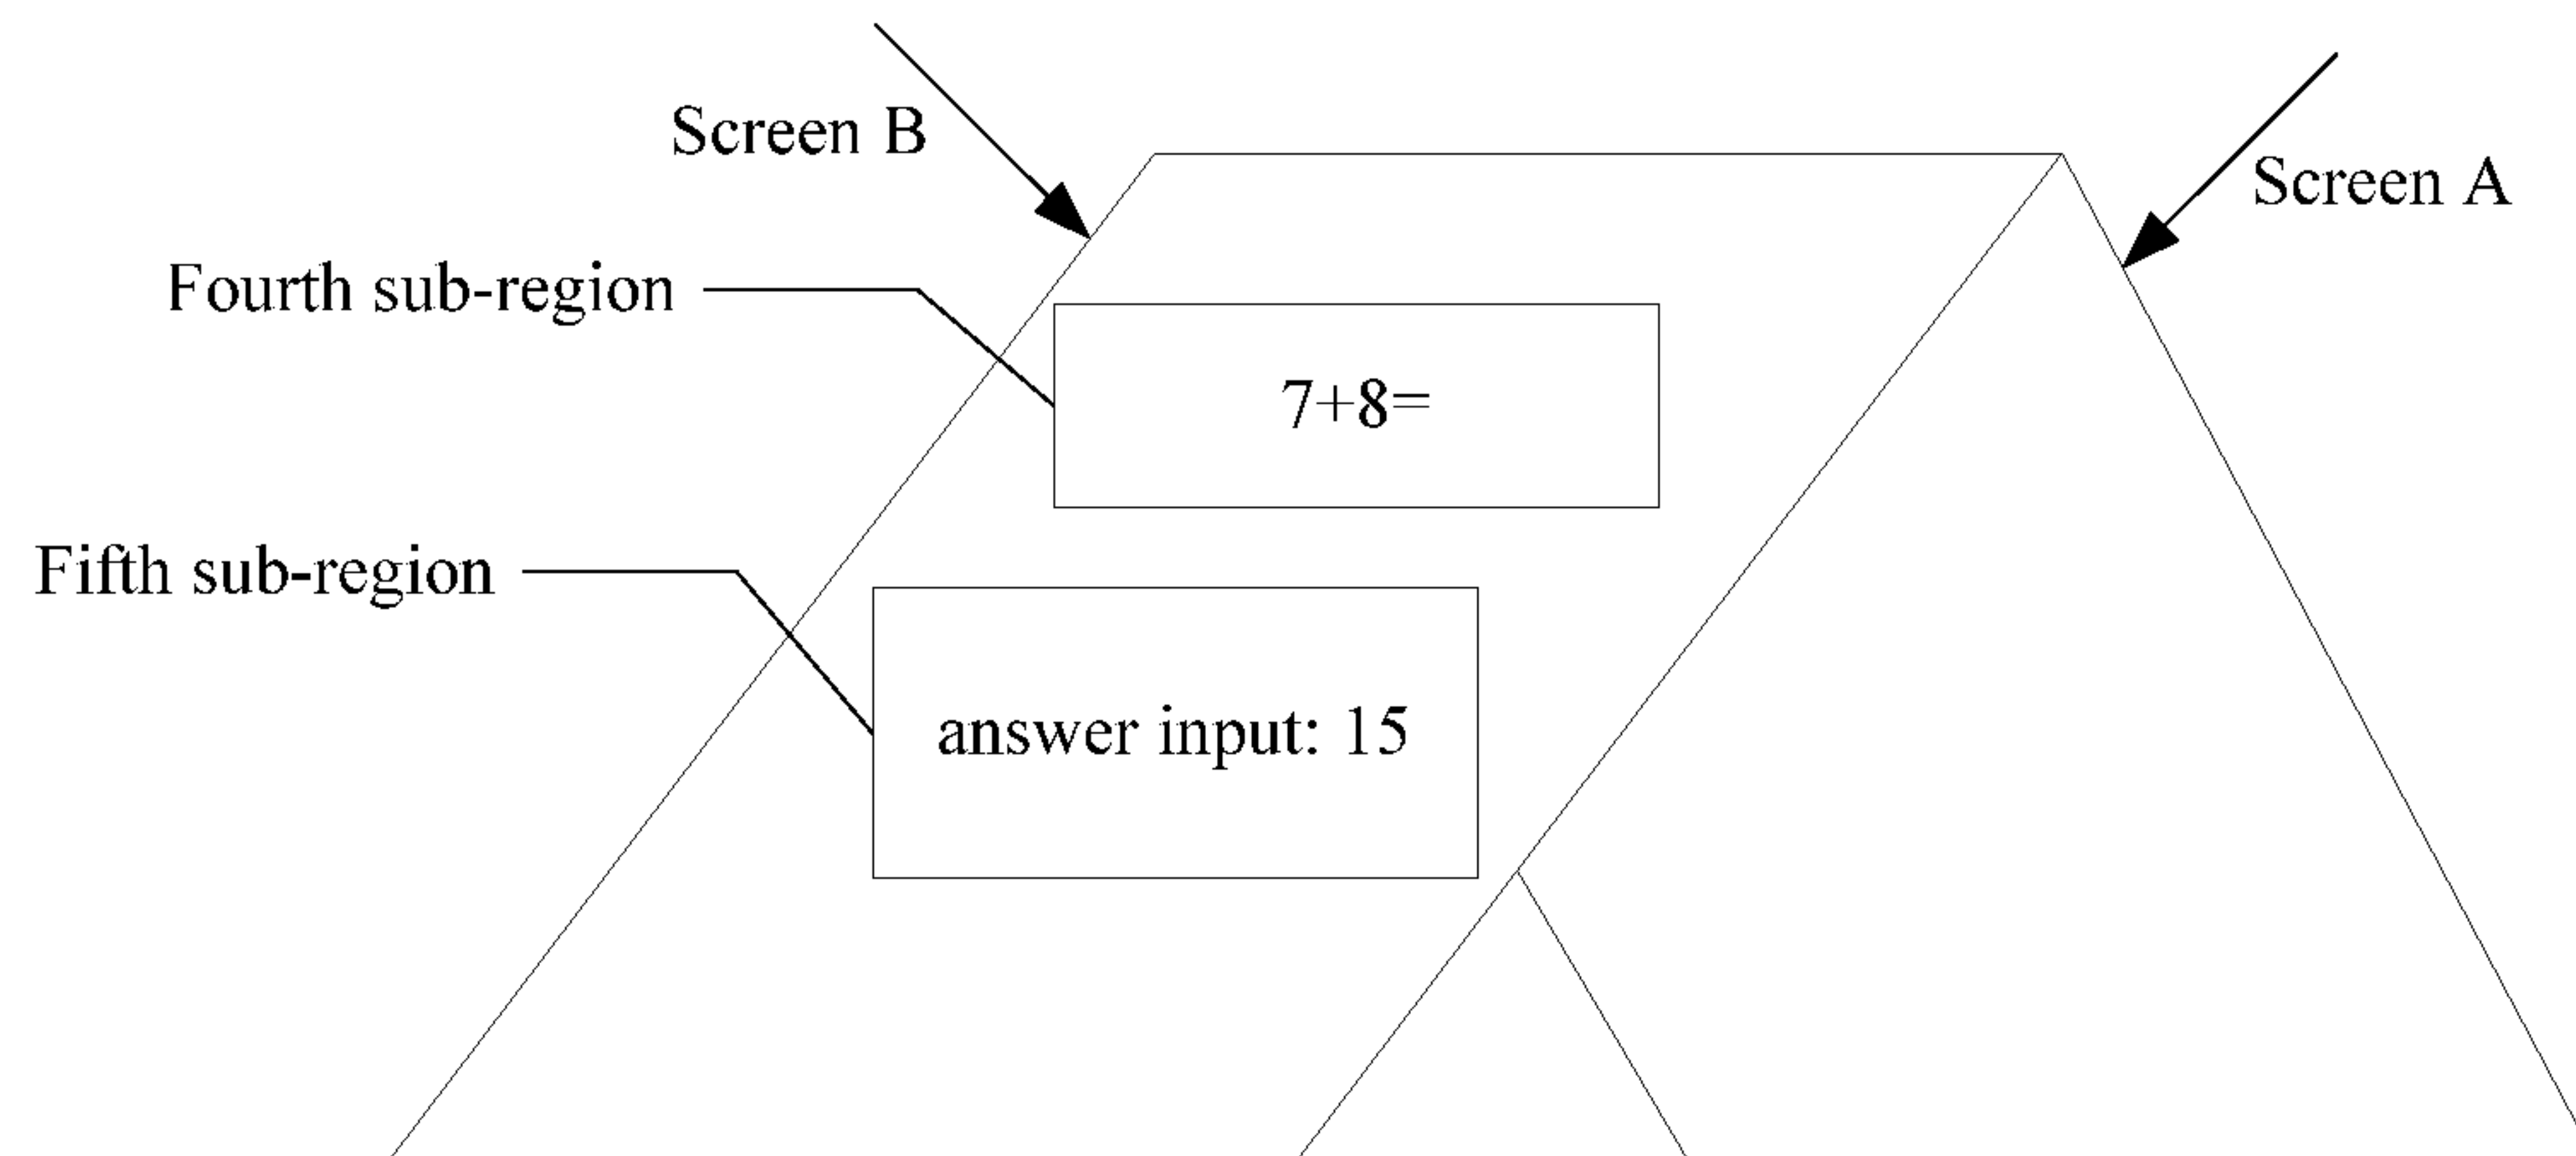 Screen B
Screen A
Fourth sub-region
7+8=
Fifth sub-region
answer input: 15